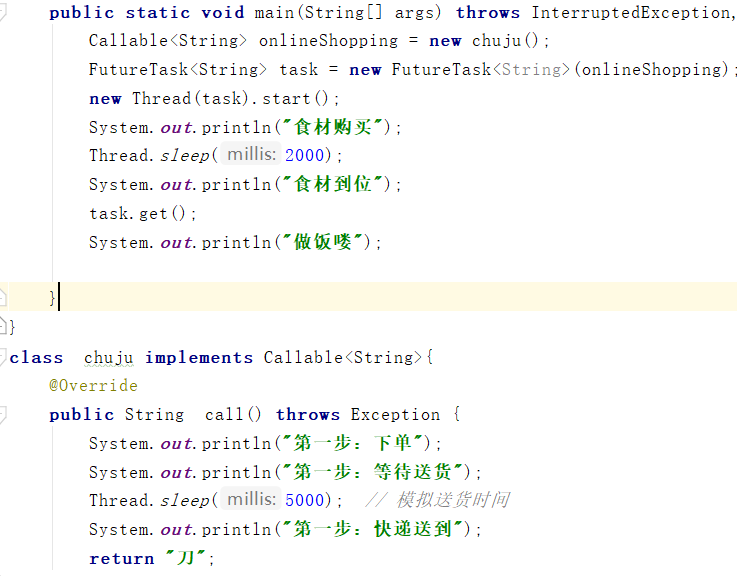 public static void main(String[] args) throws InterruptedException,
Callable<String> onlineShopping = new chuju();
FutureTask<String> task = new FutureTask<String>(onlineShopping);
new Thread(task).start();
System.out.println("食材购买");
Thread.sleep( millis: 2000);
System.out.println("食材到位");
task.get();
System.out.println("做饭喽");
}
}
class  chuju implements Callable<String>{
@Override
public String  call() throws Exception {
System.out.println("第一步：下单");
System.out.println("第一步：等待送货");
Thread.sleep( millis: 5000);  // 模拟送货时间
System.out.println("第一步：快递送到");
return "刀";